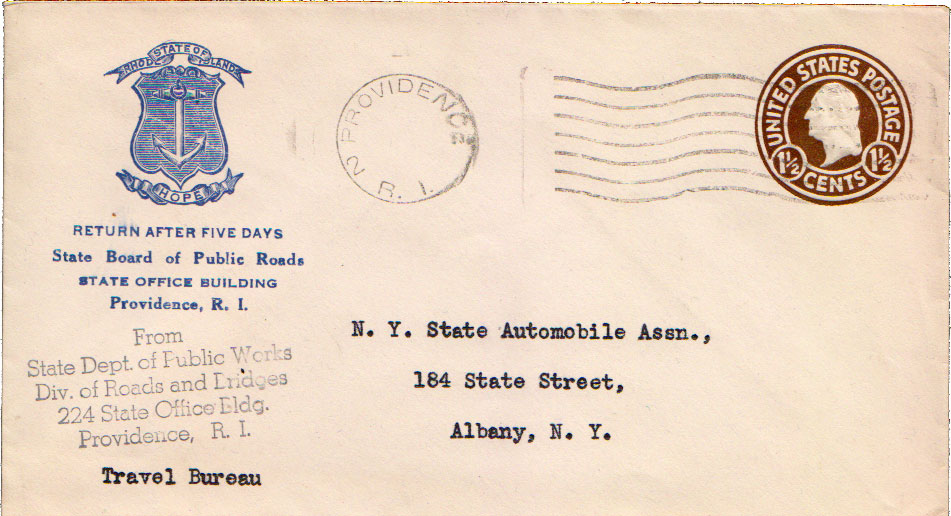 STATE OF
RHODE ISLAND
HOPE
RETURN AFTER FIVE DAYS
State Board of Public Roads
STATE OFFICE BUILDING
Providence, R. I.
From
State Dept. of Public Works
Div. of Roads and Bridges
224 State Office Bldg.
Providence, R. I.
Travel Bureau
PROVIDENCE
2
R. I.
UNITED STATES POSTAGE
1½ CENTS 1½
N. Y. State Automobile Assn.,
184 State Street,
Albany, N. Y.